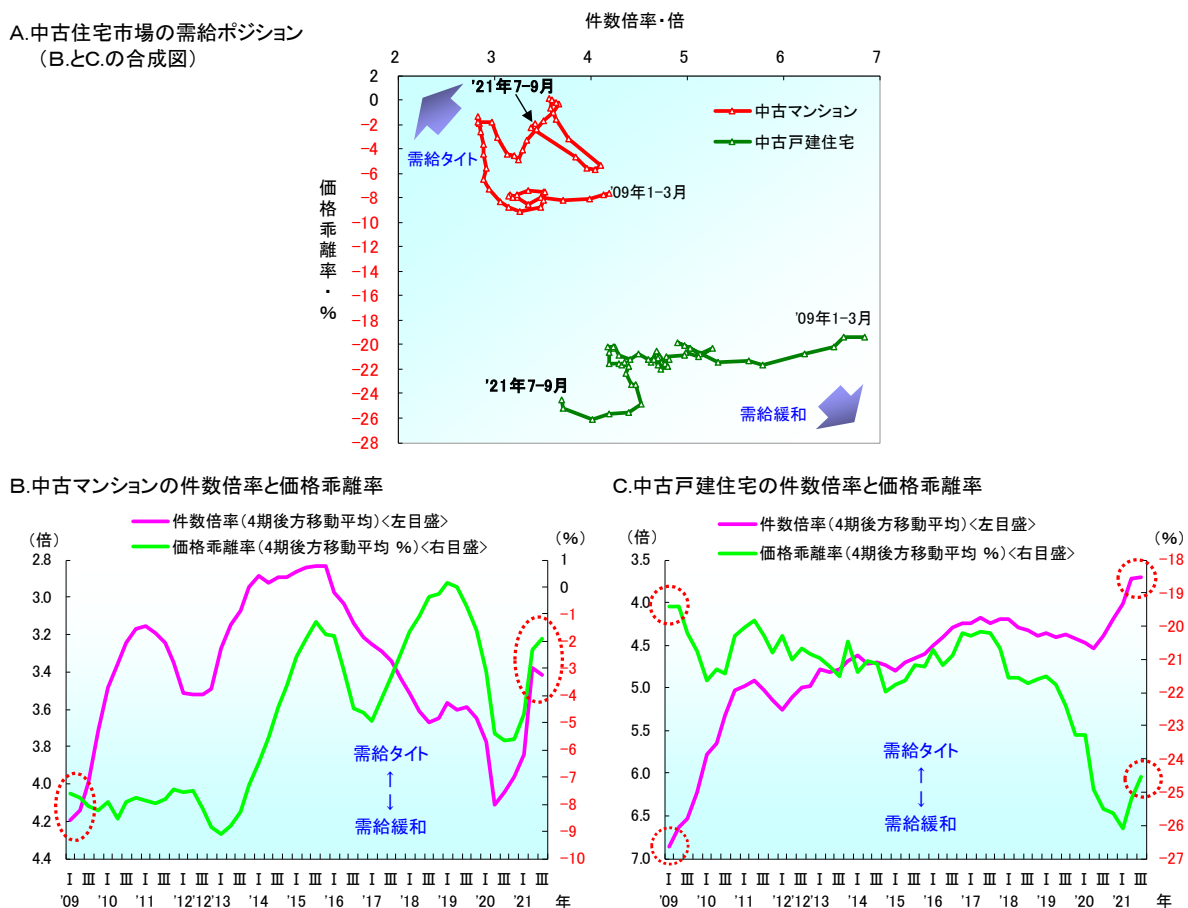 A.中古住宅市場の需給ポジション
（B.とC.の合成図）
件数倍率・倍
2 3 4 5 6 7
2
0
-2
-4
-6
-8
-10
-12
-14
-16
-18
-20
-22
-24
-26
-28
価格乖離率・%
'21年7-9月
需給タイト
中古マンション
中古戸建住宅
'09年1-3月
'09年1-3月
'21年7-9月
需給緩和
B.中古マンションの件数倍率と価格乖離率
件数倍率（4期後方移動平均）<左目盛>
価格乖離率（4期後方移動平均 %）<右目盛>
（倍）
（%）
2.8
3.0
3.2
3.4
3.6
3.8
4.0
4.2
4.4
1
0
-1
-2
-3
-4
-5
-6
-7
-8
-9
-10
需給タイト
↑
↓
需給緩和
Ⅰ Ⅲ Ⅰ Ⅲ Ⅰ Ⅲ Ⅰ Ⅲ Ⅰ Ⅲ Ⅰ Ⅲ Ⅰ Ⅲ Ⅰ Ⅲ Ⅰ Ⅲ Ⅰ Ⅲ Ⅰ Ⅲ Ⅰ Ⅲ Ⅰ Ⅲ
'09 '10 '11 '12 '13 '14 '15 '16 '17 '18 '19 '20 '21 年
C.中古戸建住宅の件数倍率と価格乖離率
件数倍率（4期後方移動平均）<左目盛>
価格乖離率（4期後方移動平均 %）<右目盛>
（倍）
（%）
3.5
4.0
4.5
5.0
5.5
6.0
6.5
7.0
-18
-19
-20
-21
-22
-23
-24
-25
-26
-27
需給タイト
↑
↓
需給緩和
Ⅰ Ⅲ Ⅰ Ⅲ Ⅰ Ⅲ Ⅰ Ⅲ Ⅰ Ⅲ Ⅰ Ⅲ Ⅰ Ⅲ Ⅰ Ⅲ Ⅰ Ⅲ Ⅰ Ⅲ Ⅰ Ⅲ Ⅰ Ⅲ Ⅰ Ⅲ
'09 '10 '11 '12 '13 '14 '15 '16 '17 '18 '19 '20 '21 年